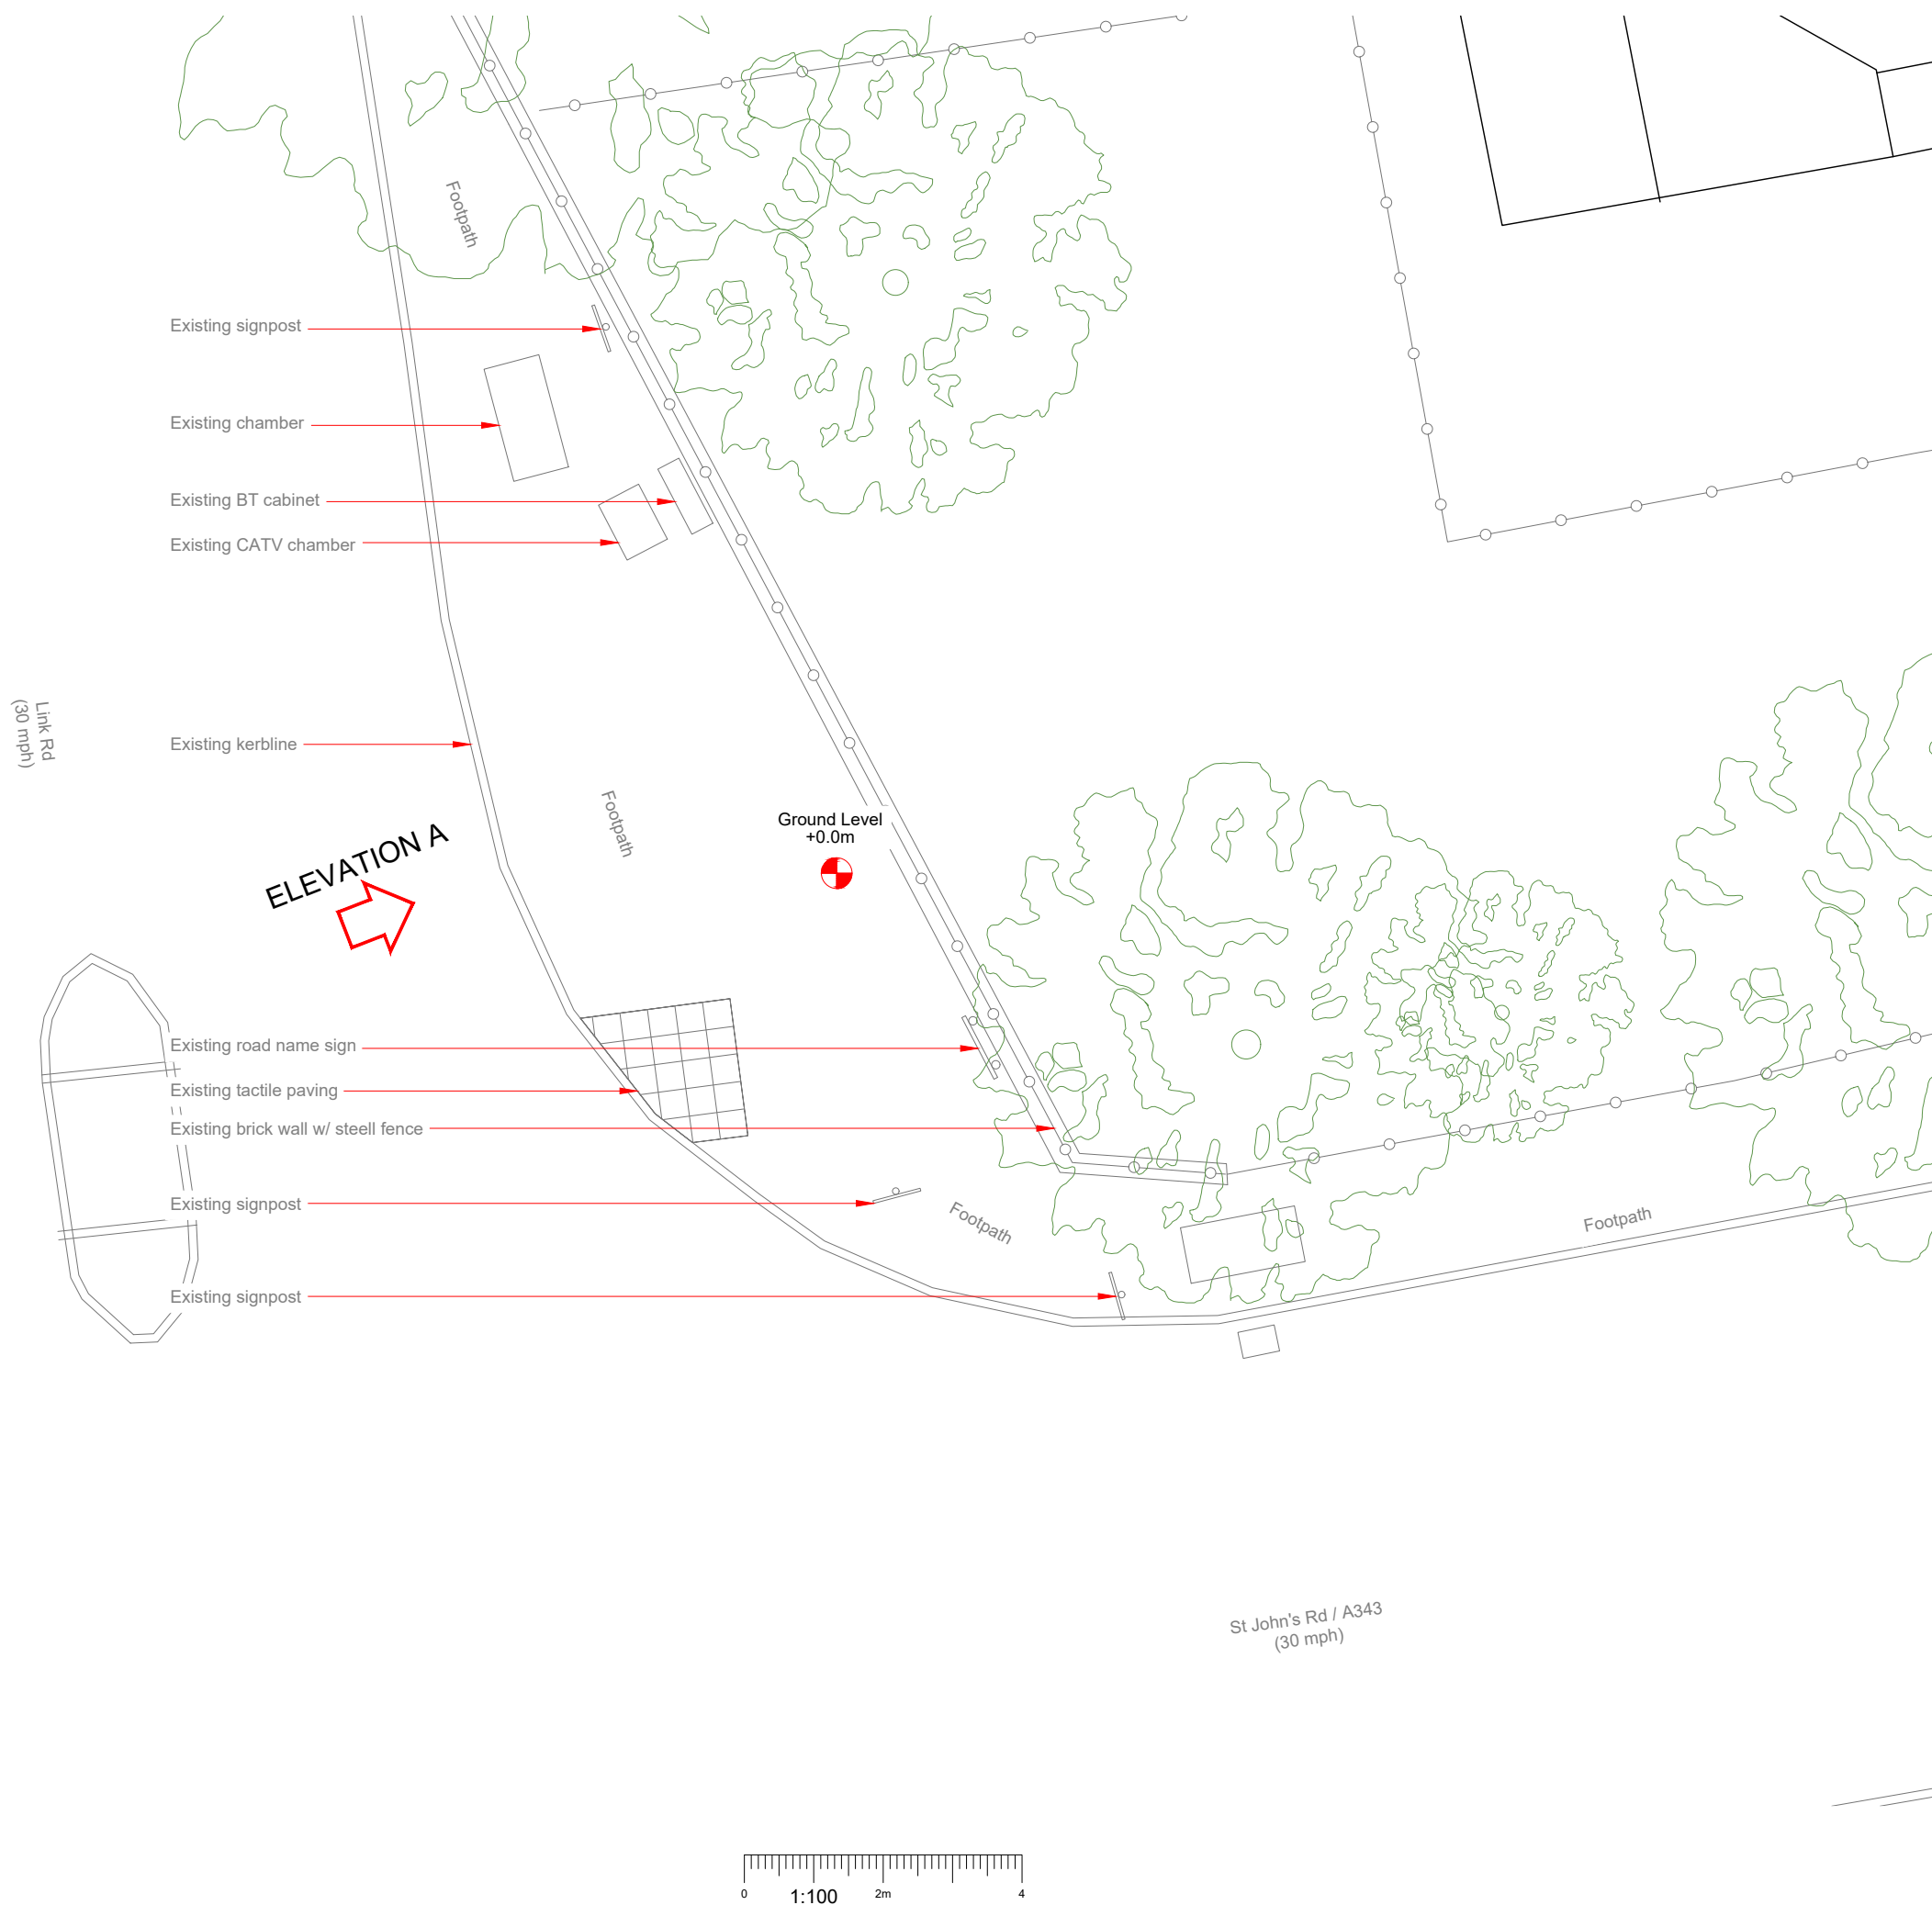 Footpath
Existing signpost
Existing chamber
Existing BT cabinet
Existing CATV chamber
Link Rd
(30 mph)
Existing kerbline
Footpath
Ground Level
+0.0m
ELEVATION A
Existing road name sign
Existing tactile paving
Existing brick wall w/ steell fence
Existing signpost
Footpath
Footpath
Existing signpost
St John's Rd / A343
(30 mph)
0
1:100
2m
4